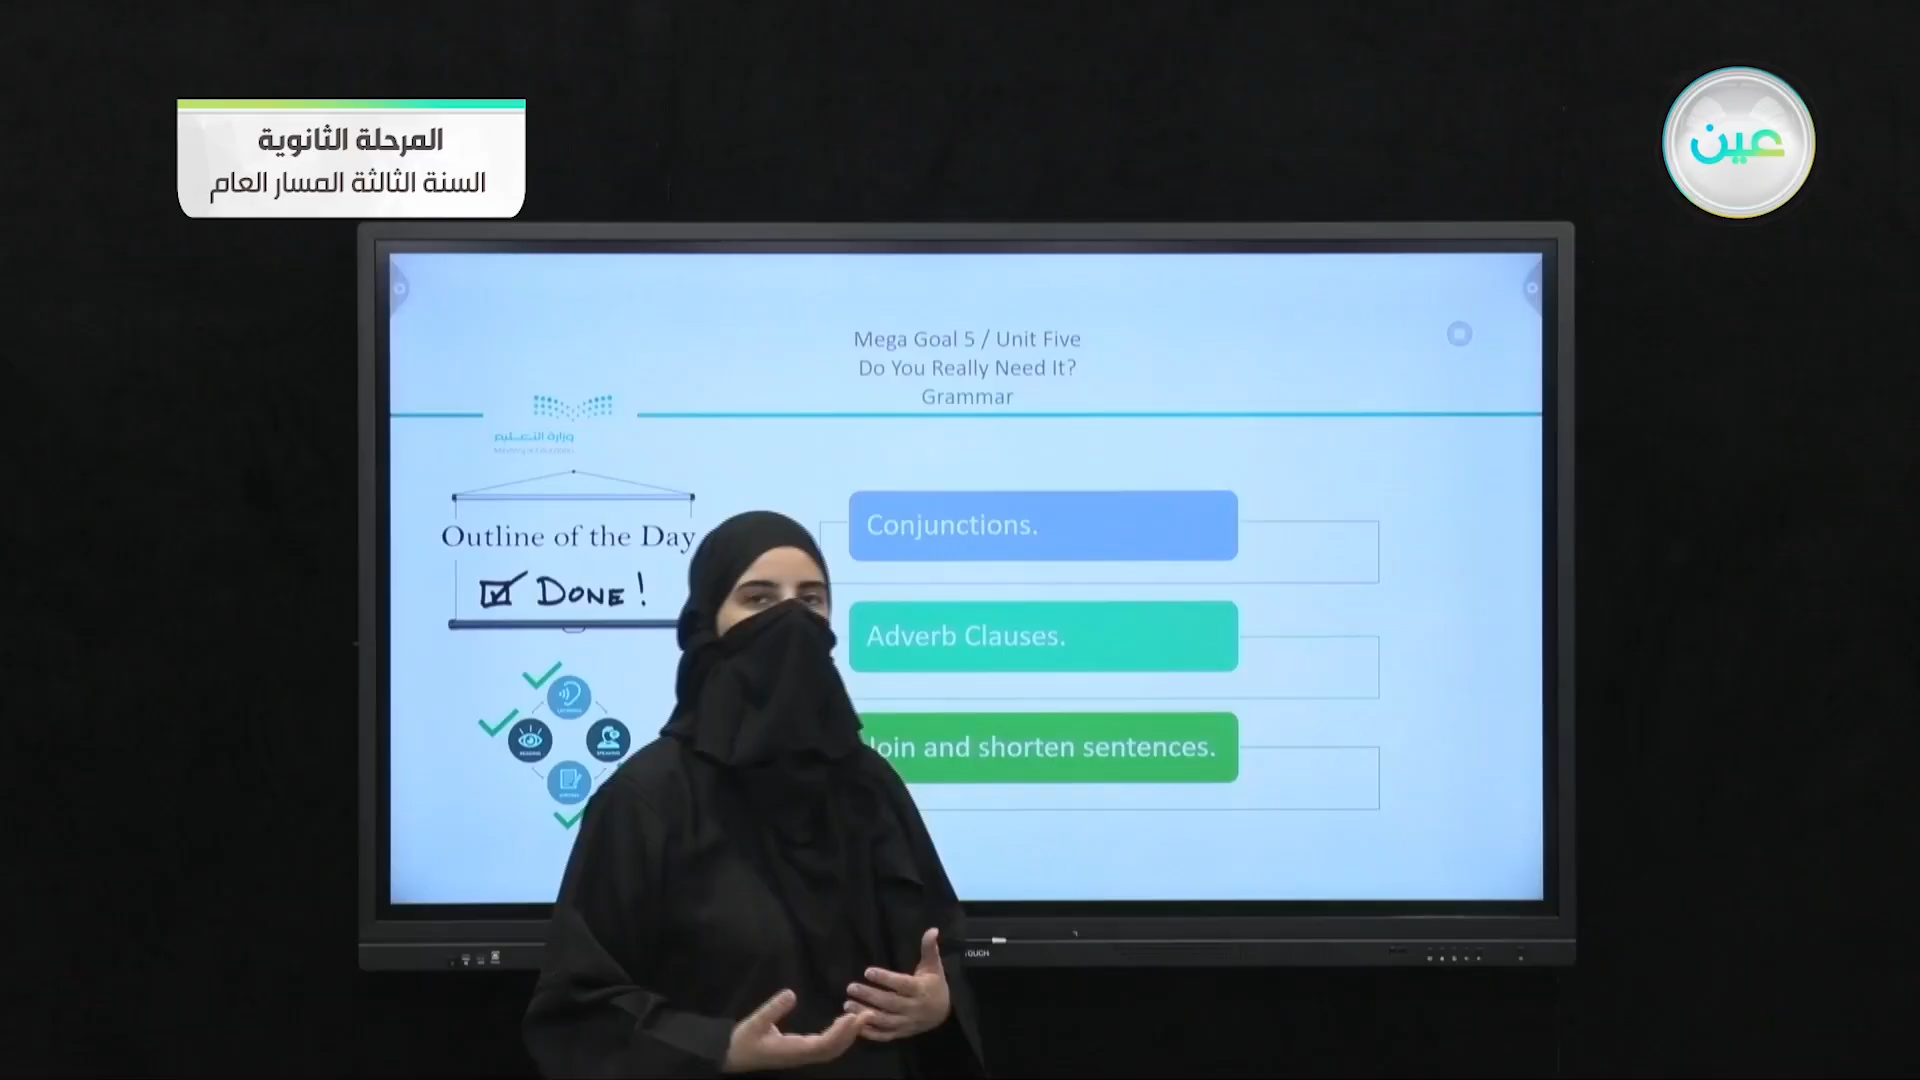 المرحلة الثانوية
السنة الثالثة المسار العام
عين
Mega Goal 5 / Unit Five
Do You Really Need It?
Grammar
وزارة التعليم
Outline of the Day
DONE!
Conjunctions.
Adverb Clauses.
Join and shorten sentences.
TOUCH